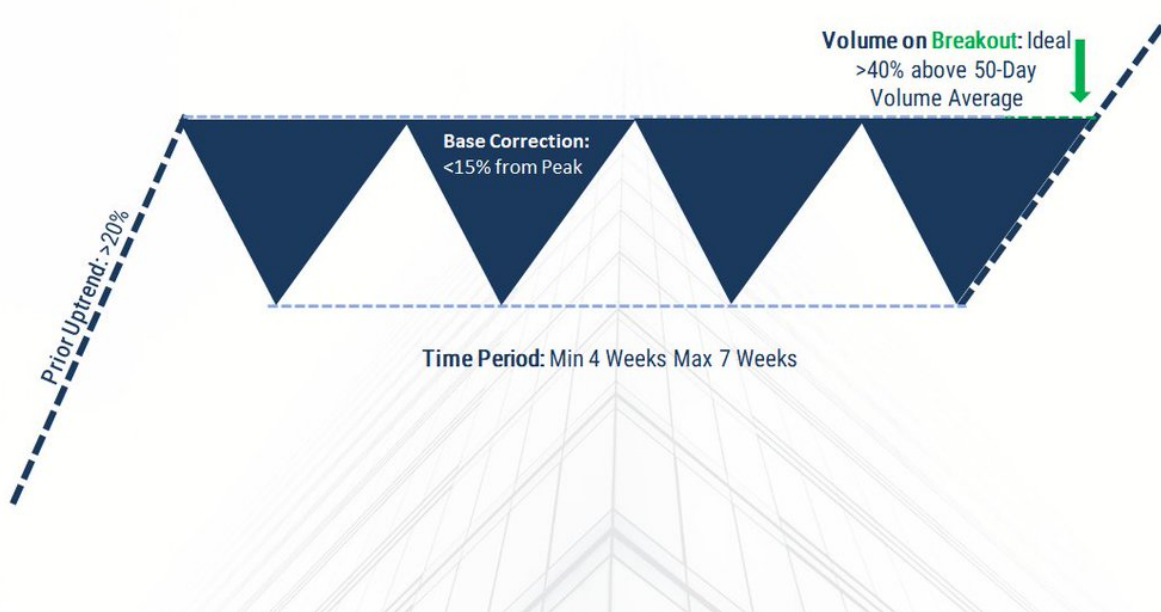 Volume on Breakout: Ideal
>40% above 50-Day
Volume Average
Base Correction:
<15% from Peak
Prior Uptrend: >20%
Time Period: Min 4 Weeks Max 7 Weeks